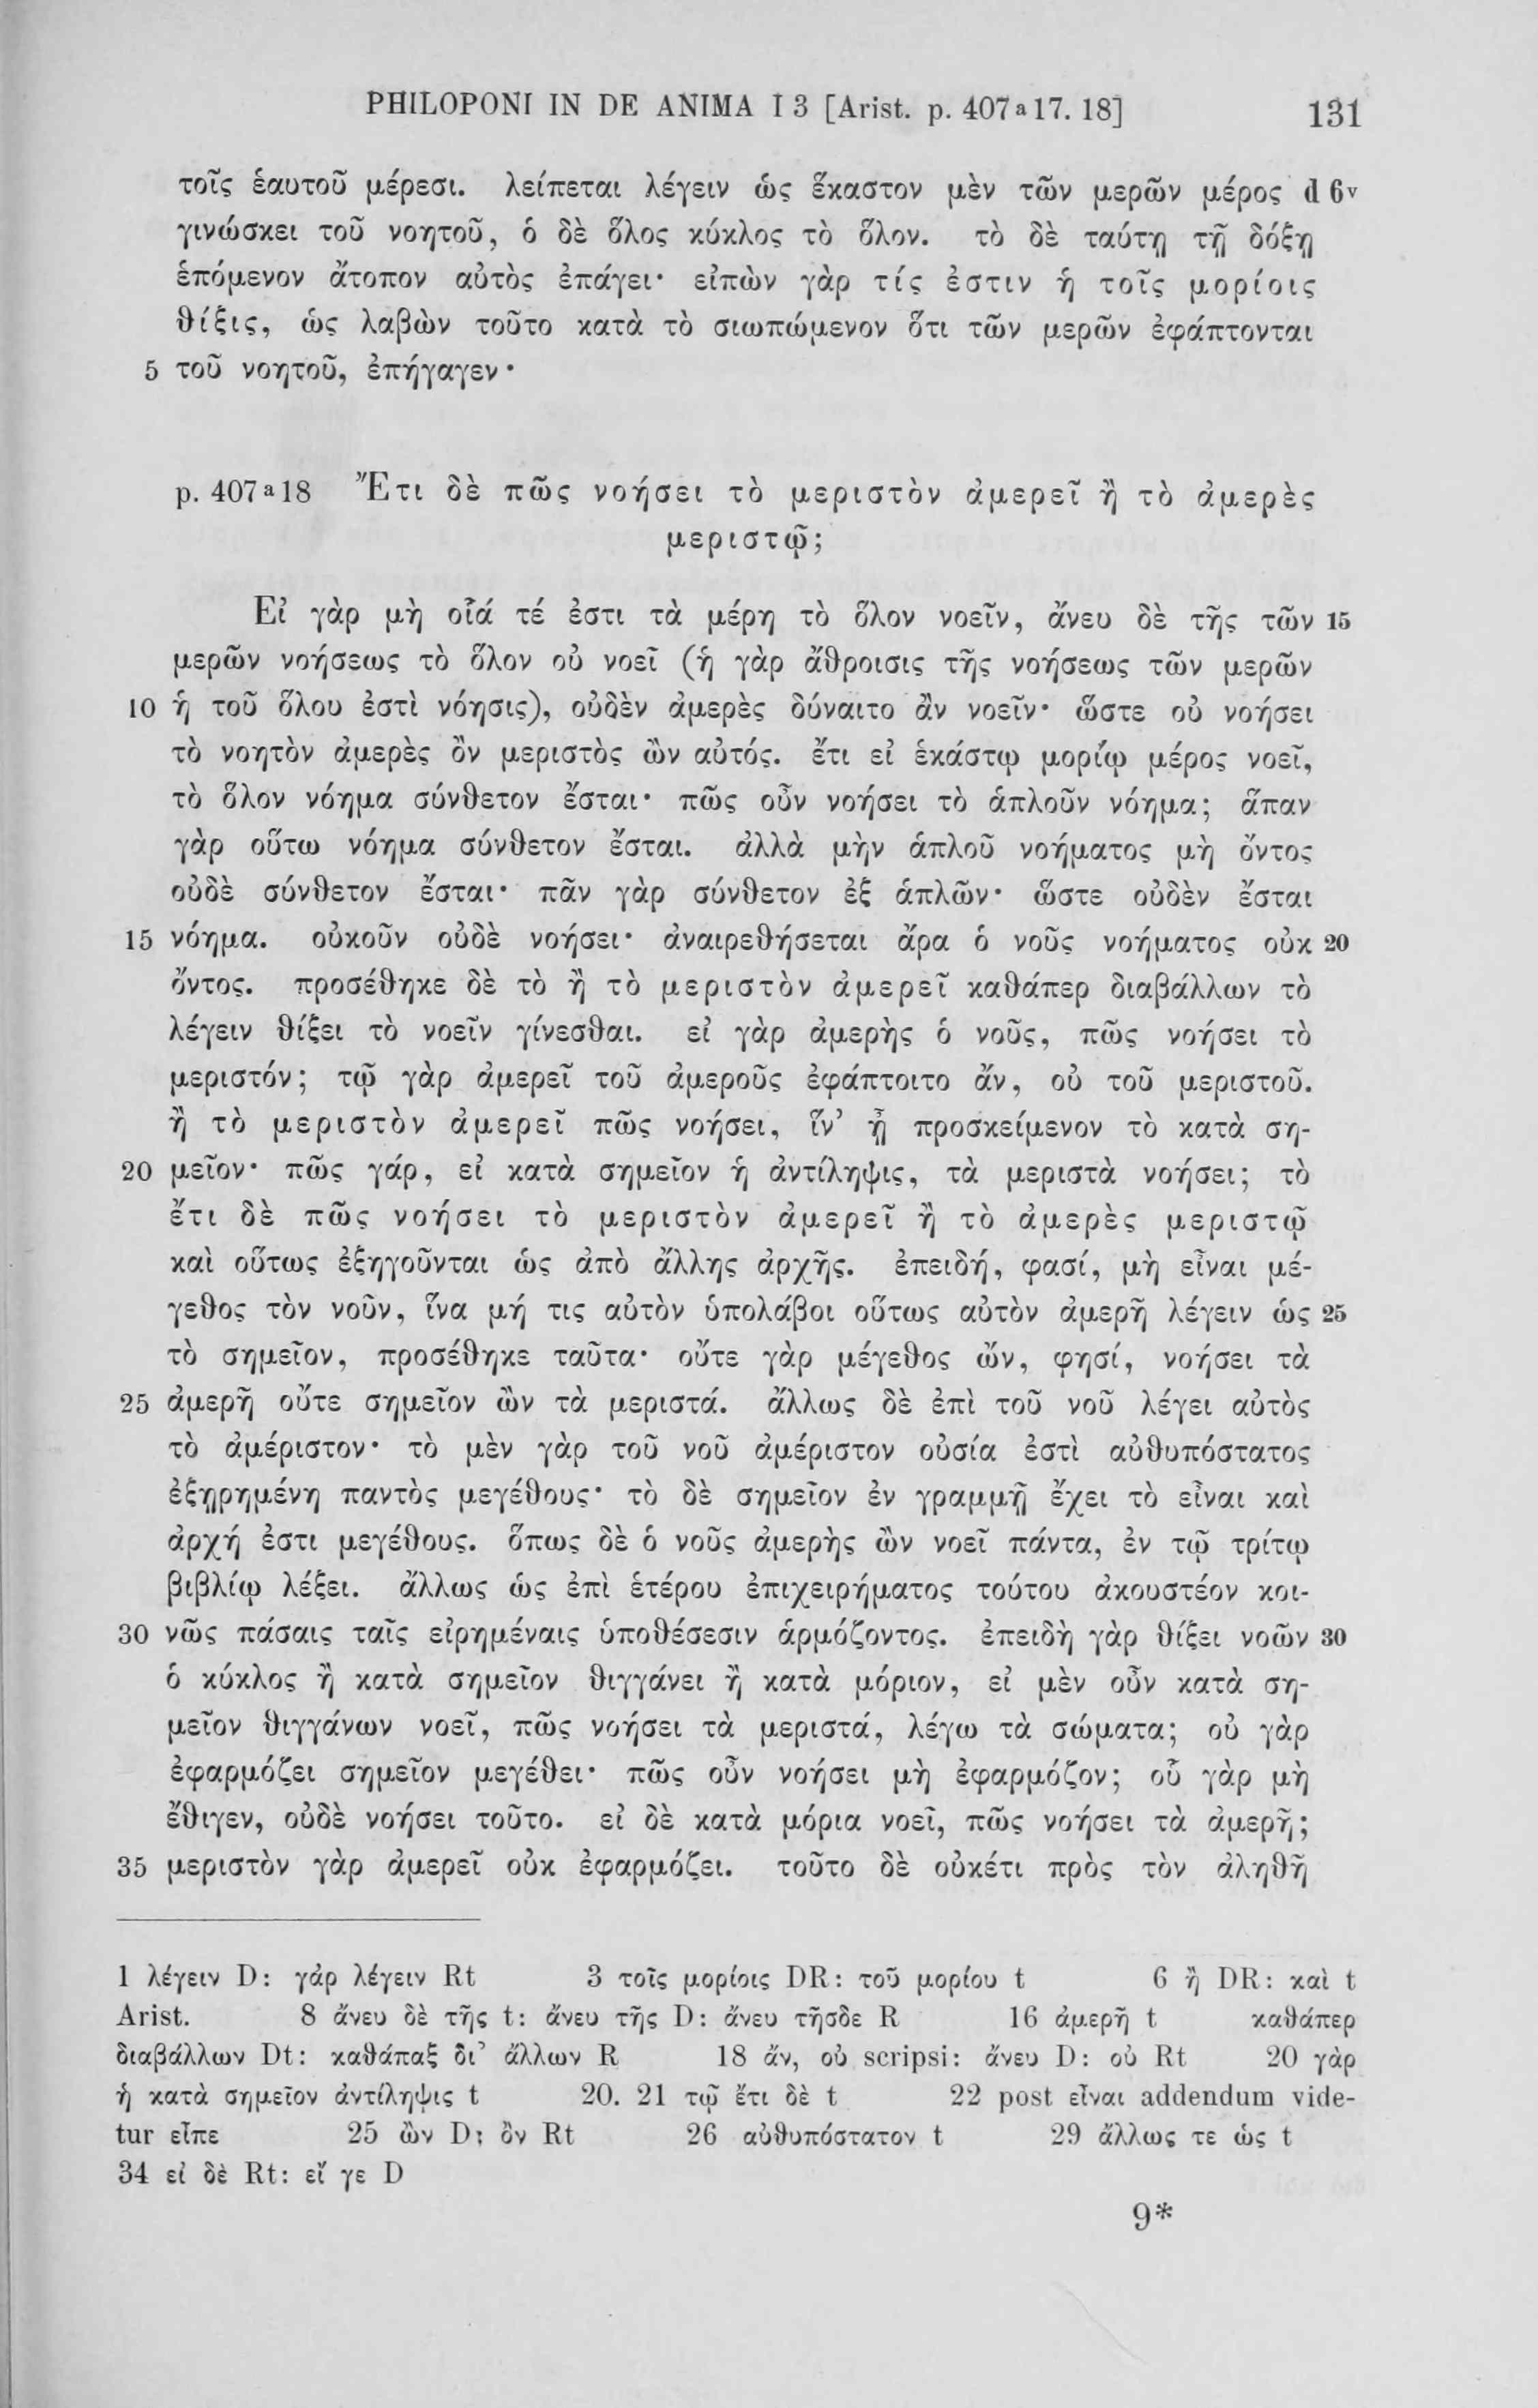 PHILOPONI IN DE ANIMA I 3 [Arist. p. 407ª17. 18] 131
τοῖς ἑαυτοῦ μέρεσι. λείπεται λέγειν ὡς ἕκαστον μὲν τῶν μερῶν μέρος d 6ᵛ
γινώσκει τοῦ νοητοῦ, ὁ δὲ ὅλος κύκλος τὸ ὅλον. τὸ δὲ ταύτῃ τῇ δόξῃ
ἑπόμενον ἄτοπον αὐτὸς ἐπάγει· εἰπὼν γὰρ τίς ἐστιν ἡ τοῖς μορίοις
θίξις, ὡς λαβὼν τοῦτο κατὰ τὸ σιωπώμενον ὅτι τῶν μερῶν ἐφάπτονται
5 τοῦ νοητοῦ, ἐπήγαγεν·
p. 407ª18 Ἔτι δὲ πῶς νοήσει τὸ μεριστὸν ἀμερεῖ ἢ τὸ ἀμερὲς
μεριστῷ;
Εἰ γὰρ μὴ οἷά τέ ἐστι τὰ μέρη τὸ ὅλον νοεῖν, ἄνευ δὲ τῆς τῶν 15
μερῶν νοήσεως τὸ ὅλον οὐ νοεῖ (ἡ γὰρ ἄθροισις τῆς νοήσεως τῶν μερῶν
10 ἡ τοῦ ὅλου ἐστὶ νόησις), οὐδὲν ἀμερὲς δύναιτο ἂν νοεῖν· ὥστε οὐ νοήσει
τὸ νοητὸν ἀμερὲς ὂν μεριστὸς ὢν αὐτός. ἔτι εἰ ἑκάστῳ μορίῳ μέρος νοεῖ,
τὸ ὅλον νόημα σύνθετον ἔσται· πῶς οὖν νοήσει τὸ ἁπλοῦν νόημα; ἅπαν
γὰρ οὕτω νόημα σύνθετον ἔσται. ἀλλὰ μὴν ἁπλοῦ νοήματος μὴ ὄντος
οὐδὲ σύνθετον ἔσται· πᾶν γὰρ σύνθετον ἐξ ἁπλῶν· ὥστε οὐδὲν ἔσται
15 νόημα. οὐκοῦν οὐδὲ νοήσει· ἀναιρεθήσεται ἄρα ὁ νοῦς νοήματος οὐκ 20
ὄντος. προσέθηκε δὲ τὸ ἢ τὸ μεριστὸν ἀμερεῖ καθάπερ διαβάλλων τὸ
λέγειν θίξει τὸ νοεῖν γίνεσθαι. εἰ γὰρ ἀμερὴς ὁ νοῦς, πῶς νοήσει τὸ
μεριστόν; τῷ γὰρ ἀμερεῖ τοῦ ἀμεροῦς ἐφάπτοιτο ἄν, οὐ τοῦ μεριστοῦ.
ἢ τὸ μεριστὸν ἀμερεῖ πῶς νοήσει, ἵν’ ᾖ προσκείμενον τὸ κατὰ ση-
20 μεῖον· πῶς γάρ, εἰ κατὰ σημεῖον ἡ ἀντίληψις, τὰ μεριστὰ νοήσει; τὸ
ἔτι δὲ πῶς νοήσει τὸ μεριστὸν ἀμερεῖ ἢ τὸ ἀμερὲς μεριστῷ
καὶ οὕτως ἐξηγοῦνται ὡς ἀπὸ ἄλλης ἀρχῆς. ἐπειδή, φασί, μὴ εἶναι μέ-
γεθος τὸν νοῦν, ἵνα μή τις αὐτὸν ὑπολάβοι οὕτως αὐτὸν ἀμερῆ λέγειν ὡς 25
τὸ σημεῖον, προσέθηκε ταῦτα· οὔτε γὰρ μέγεθος ὤν, φησί, νοήσει τὰ
25 ἀμερῆ οὔτε σημεῖον ὢν τὰ μεριστά. ἄλλως δὲ ἐπὶ τοῦ νοῦ λέγει αὐτὸς
τὸ ἀμέριστον· τὸ μὲν γὰρ τοῦ νοῦ ἀμέριστον οὐσία ἐστὶ αὐθυπόστατος
ἐξῃρημένη παντὸς μεγέθους· τὸ δὲ σημεῖον ἐν γραμμῇ ἔχει τὸ εἶναι καὶ
ἀρχή ἐστι μεγέθους. ὅπως δὲ ὁ νοῦς ἀμερὴς ὢν νοεῖ πάντα, ἐν τῷ τρίτῳ
βιβλίῳ λέξει. ἄλλως ὡς ἐπὶ ἑτέρου ἐπιχειρήματος τούτου ἀκουστέον κοι-
30 νῶς πάσαις ταῖς εἰρημέναις ὑποθέσεσιν ἁρμόζοντος. ἐπειδὴ γὰρ θίξει νοῶν 30
ὁ κύκλος ἢ κατὰ σημεῖον θιγγάνει ἢ κατὰ μόριον, εἰ μὲν οὖν κατὰ ση-
μεῖον θιγγάνων νοεῖ, πῶς νοήσει τὰ μεριστά, λέγω τὰ σώματα; οὐ γὰρ
ἐφαρμόζει σημεῖον μεγέθει· πῶς οὖν νοήσει μὴ ἐφαρμόζον; οὗ γὰρ μὴ
ἔθιγεν, οὐδὲ νοήσει τοῦτο. εἰ δὲ κατὰ μόρια νοεῖ, πῶς νοήσει τὰ ἀμερῆ;
35 μεριστὸν γὰρ ἀμερεῖ οὐκ ἐφαρμόζει. τοῦτο δὲ οὐκέτι πρὸς τὸν ἀληθῆ
1 λέγειν D: γὰρ λέγειν Rt 3 τοῖς μορίοις DR: τοῦ μορίου t 6 ἢ DR: καὶ t
Arist. 8 ἄνευ δὲ τῆς t: ἄνευ τῆς D: ἄνευ τῆσδε R 16 ἀμερῆ t καθάπερ
διαβάλλων Dt: καθάπαξ δι’ ἄλλων R 18 ἄν, οὐ scripsi: ἄνευ D: οὐ Rt 20 γὰρ
ἡ κατὰ σημεῖον ἀντίληψις t 20. 21 τῷ ἔτι δὲ t 22 post εἶναι addendum vide-
tur εἶπε 25 ὢν D: ὂν Rt 26 αὐθυπόστατον t 29 ἄλλως τε ὡς t
34 εἰ δὲ Rt: εἴ γε D
9*